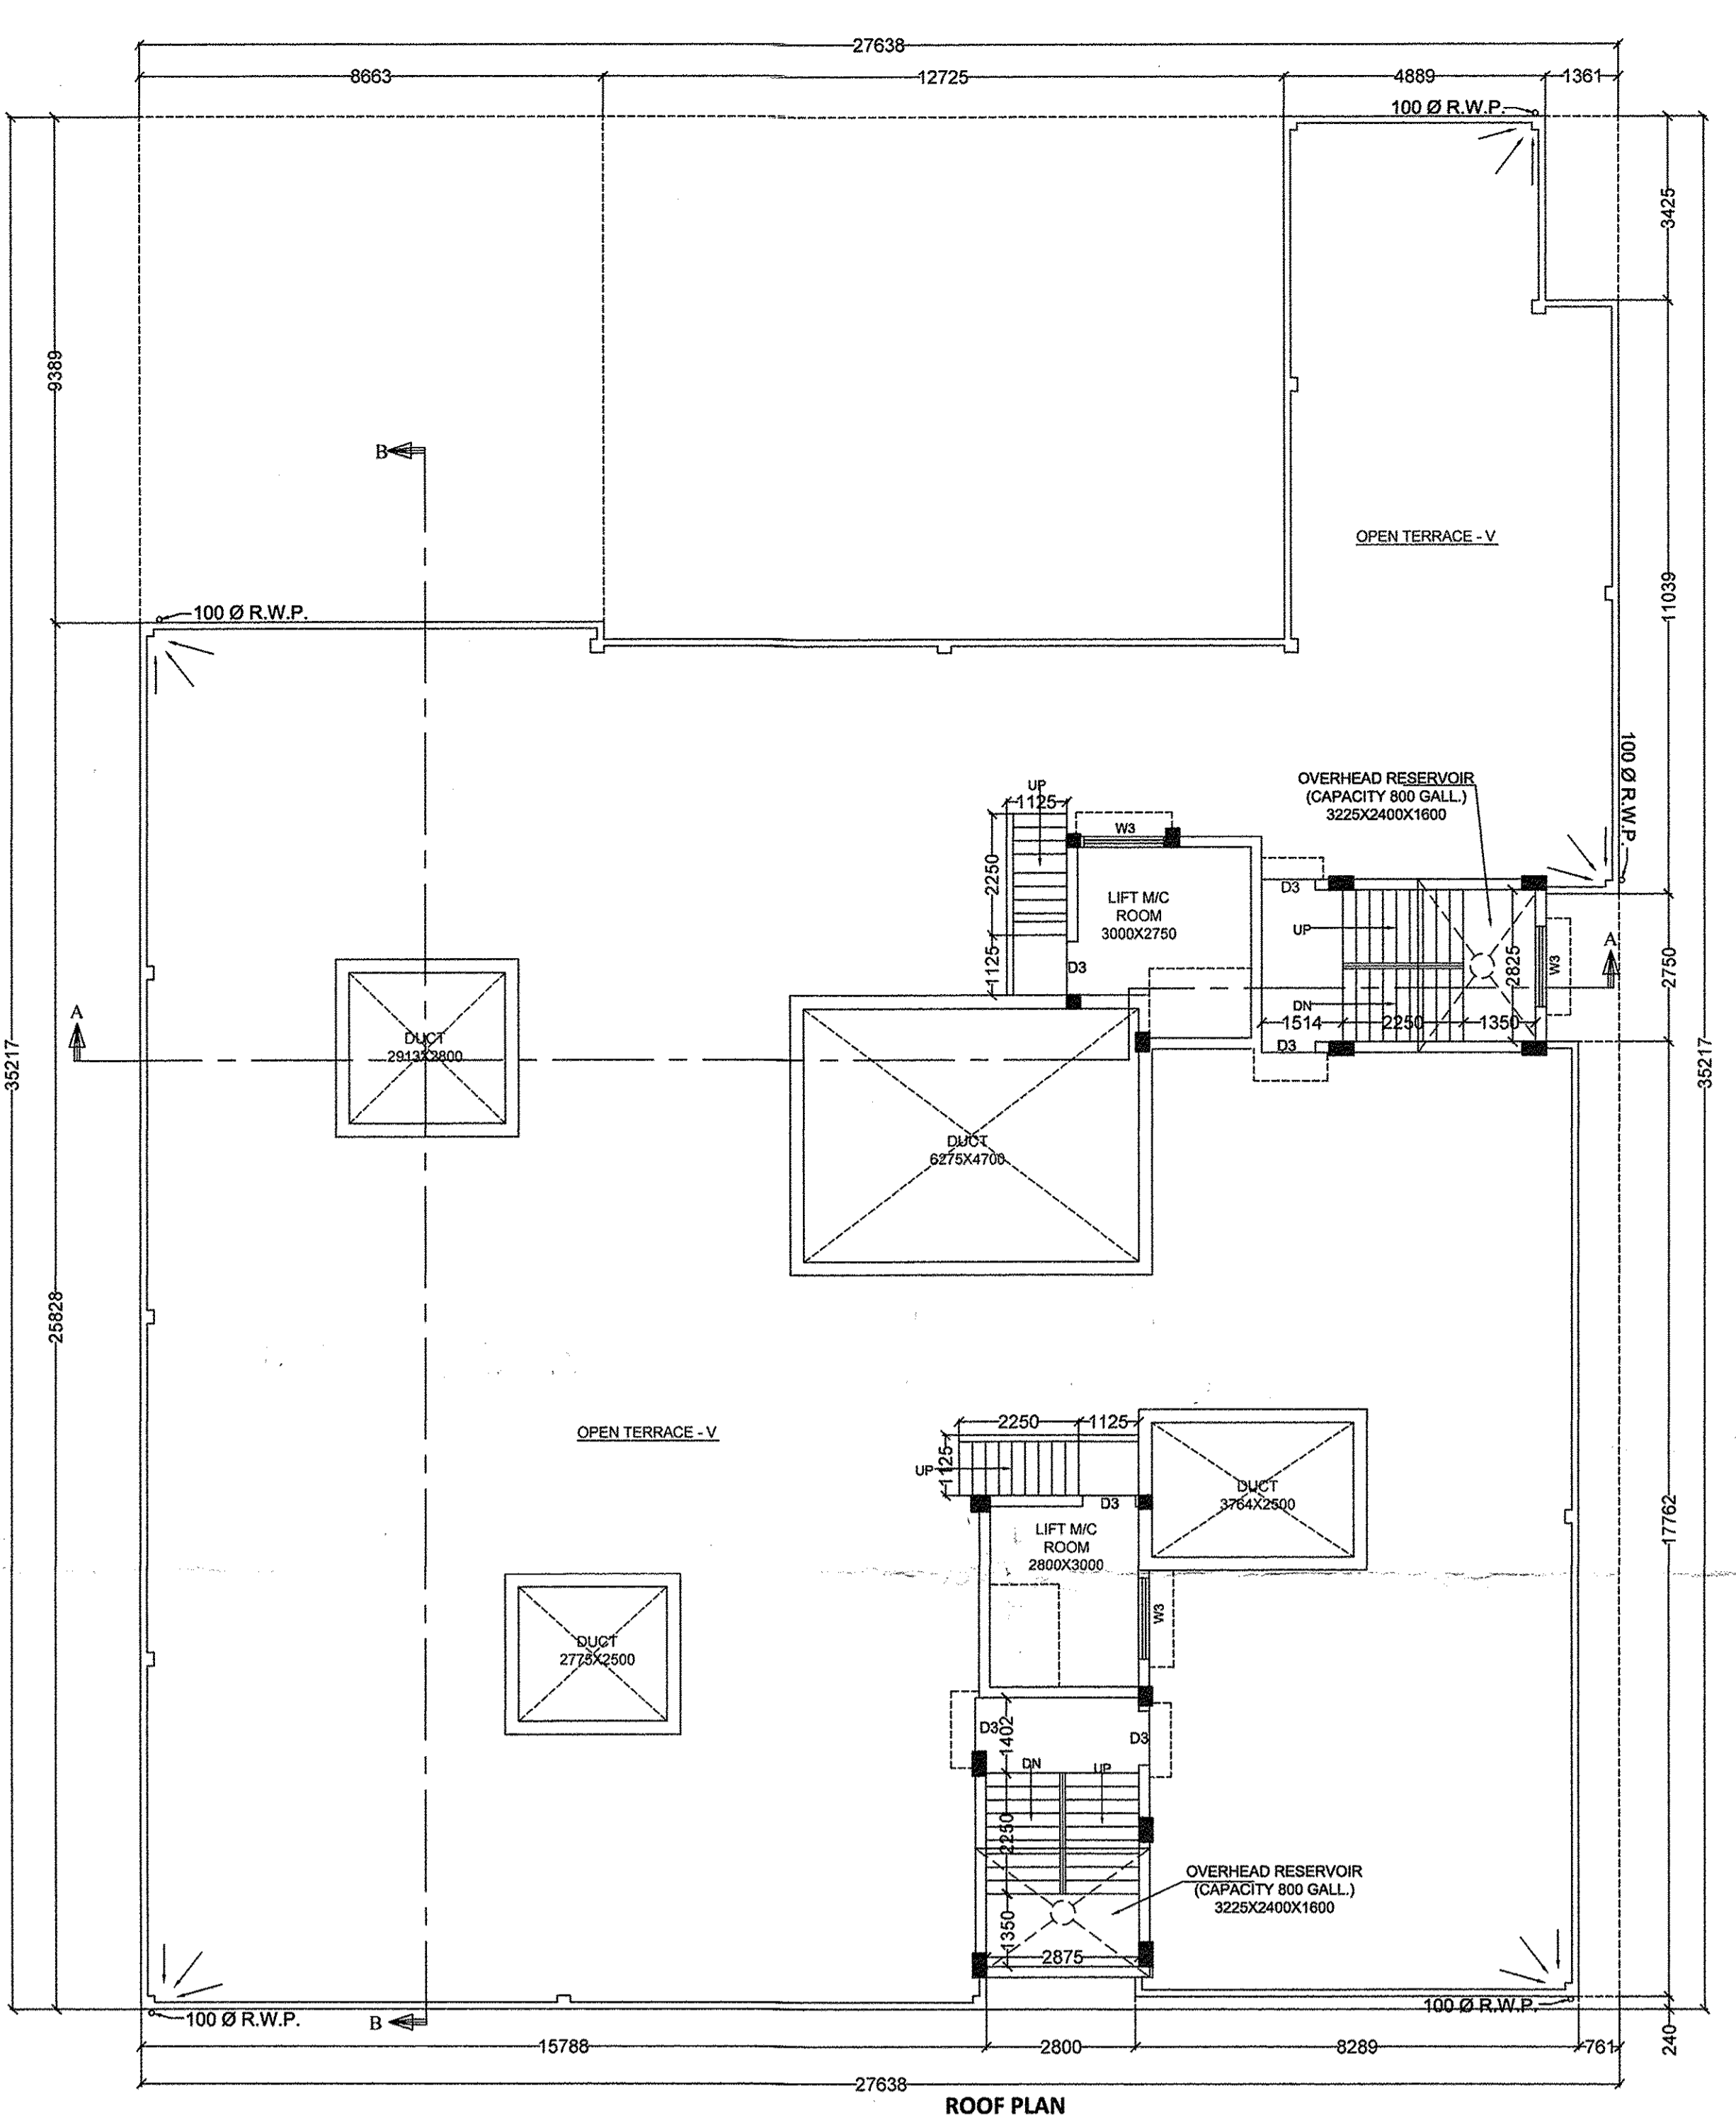 27638
8663
12725
4889
1361
100 Ø R.W.P.
3425
9389
B
OPEN TERRACE - V
11039
100 Ø R.W.P.
100 Ø R.W.P.
OVERHEAD RESERVOIR
(CAPACITY 800 GALL.)
3225X2400X1600
UP
1125
W3
2250
LIFT M/C
ROOM
3000X2750
D3
UP
1125
D3
2825
W3
A
2750
DN
1514
2250
1350
D3
A
DUCT
2913X2800
35217
35217
DUCT
6275X4700
25828
OPEN TERRACE - V
2250
1125
1125
UP
D3
DUCT
3764X2500
LIFT M/C
ROOM
2800X3000
17762
W3
DUCT
2775X2500
D3
1402
D3
DN
UP
2250
OVERHEAD RESERVOIR
(CAPACITY 800 GALL.)
3225X2400X1600
1350
2875
100 Ø R.W.P.
B
100 Ø R.W.P.
15788
2800
8289
761
240
27638
ROOF PLAN